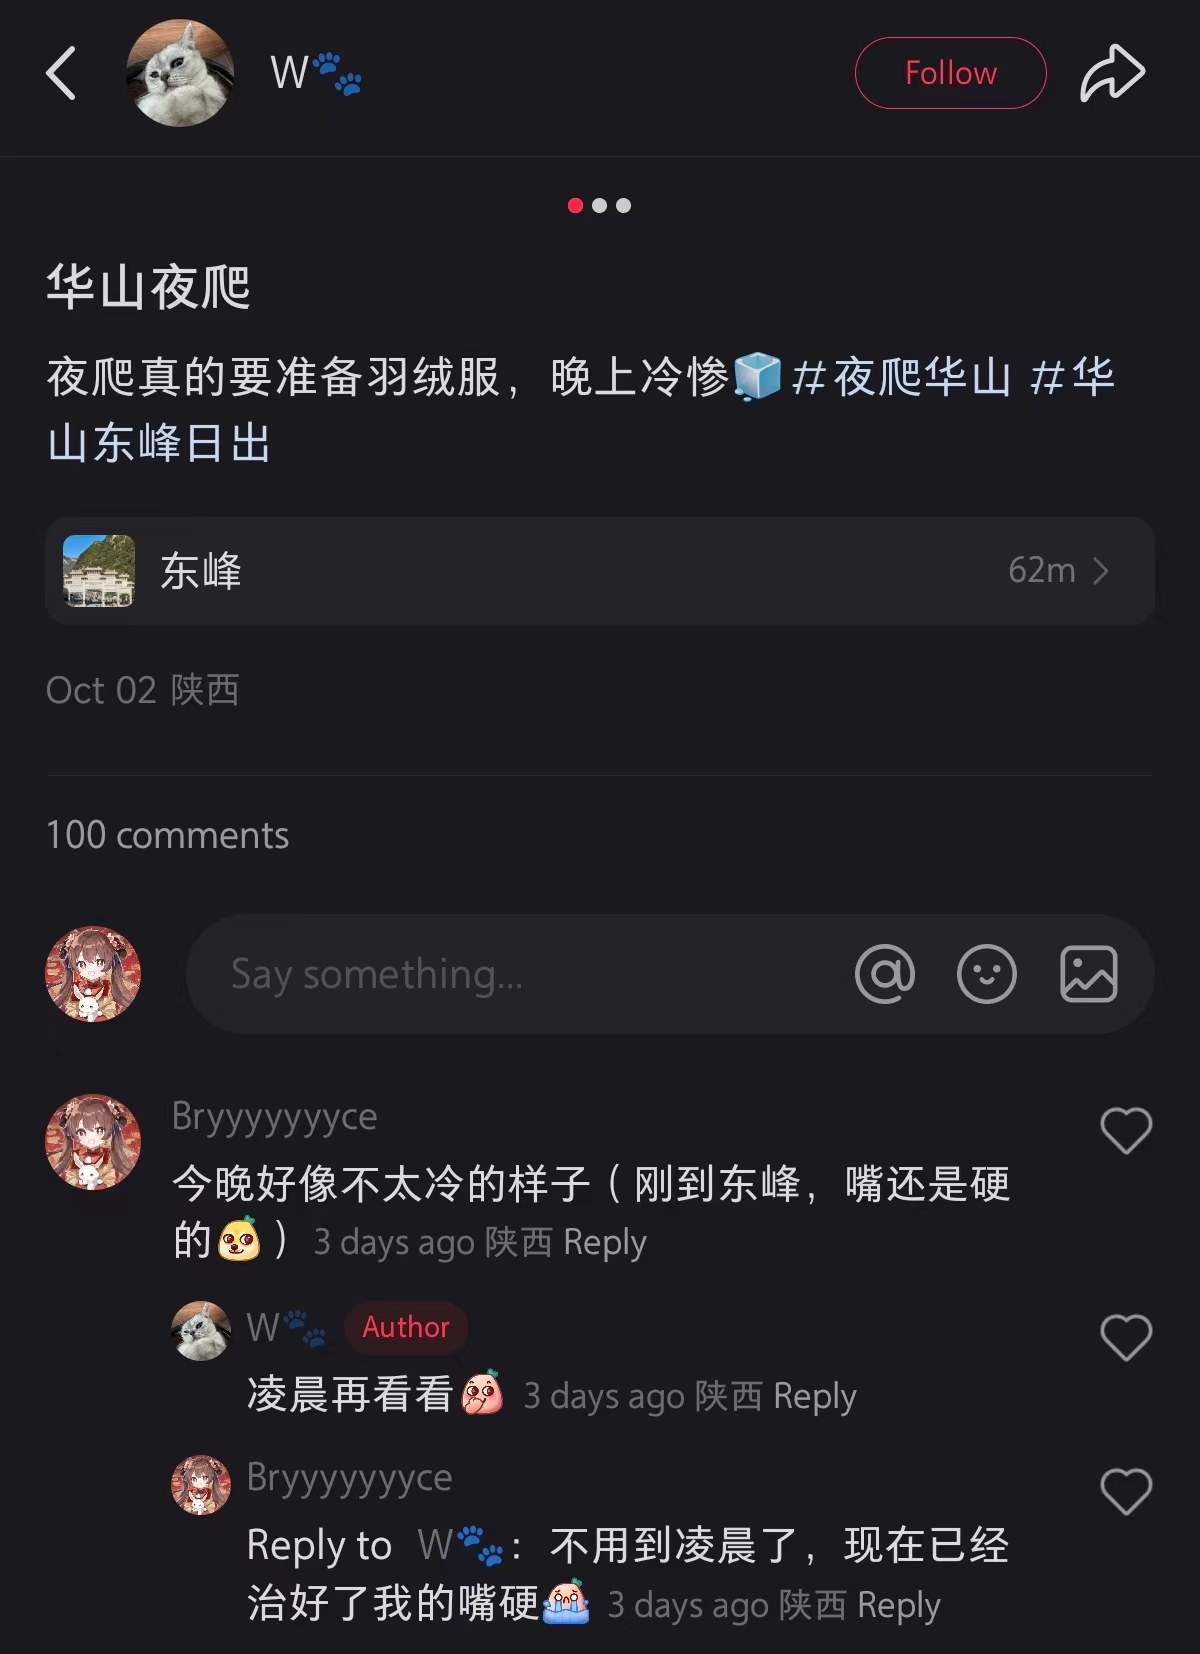 W🐾
Follow
华山夜爬
夜爬真的要准备羽绒服，晚上冷惨🧊#夜爬华山 #华
山东峰日出
东峰
62m
Oct 02 陕西
100 comments
Say something...
Bryyyyyyyce
今晚好像不太冷的样子（刚到东峰，嘴还是硬
的）3 days ago 陕西 Reply
W🐾 Author
凌晨再看看 3 days ago 陕西 Reply
Bryyyyyyyce
Reply to W🐾：不用到凌晨了，现在已经
治好了我的嘴硬 3 days ago 陕西 Reply